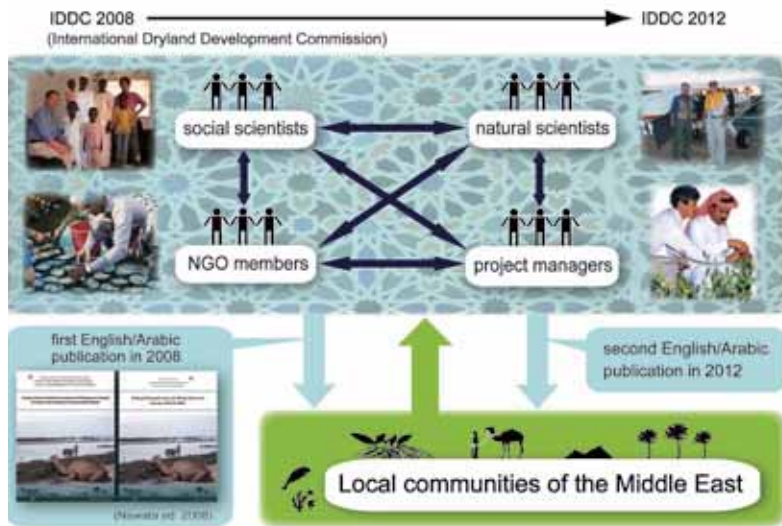 IDDC 2008
IDDC 2012
(International Dryland Development Commission)
social scientists
natural scientists
NGO members
project managers
first English/Arabic
publication in 2008
second English/Arabic
publication in 2012
Local communities of the Middle East
(Nawata ed. 2008)